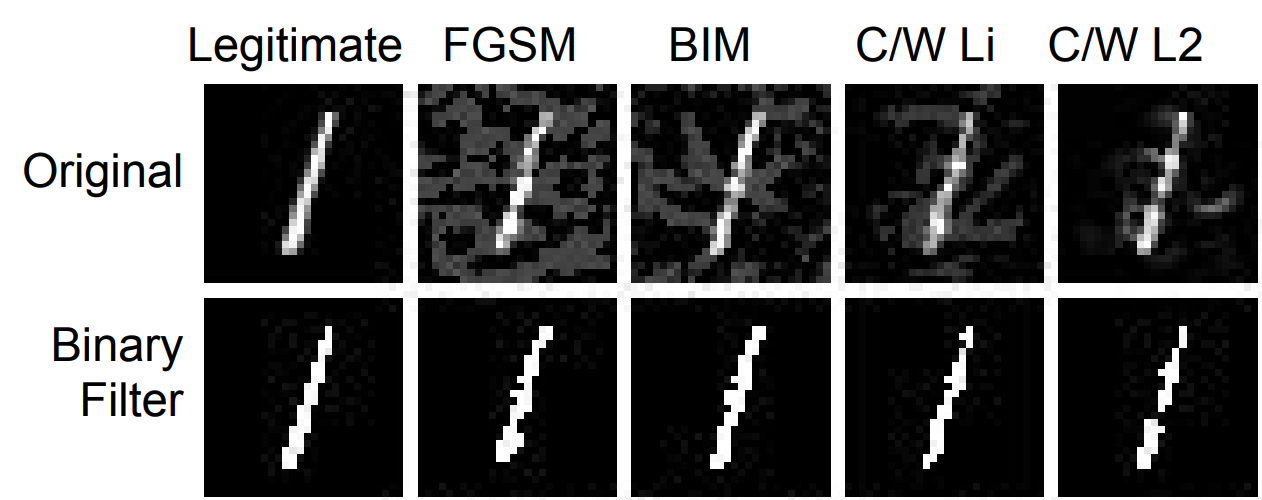 Legitimate FGSM BIM C/W Li C/W L2
Original
Binary
Filter